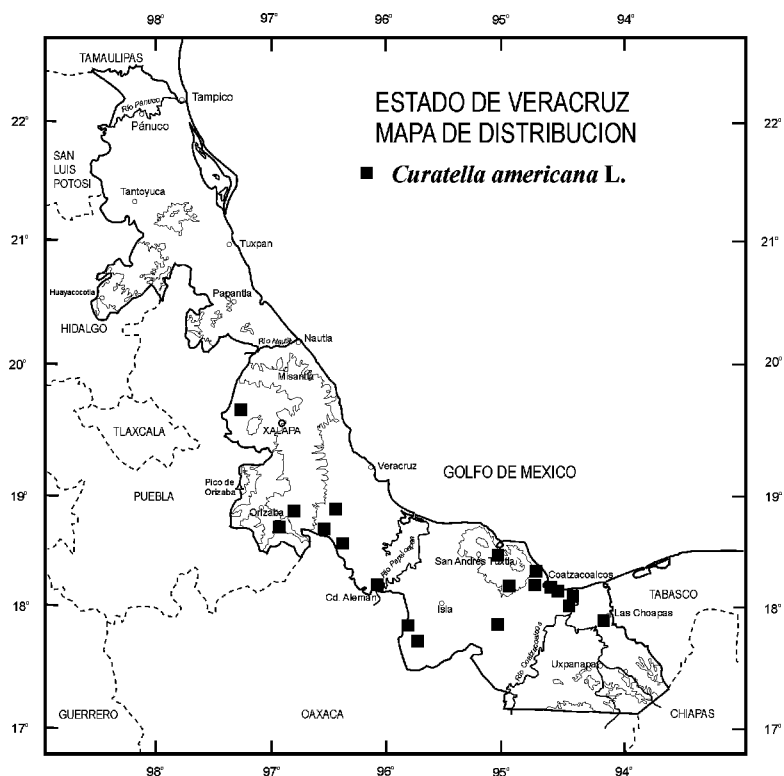 98° 97° 96° 95° 94°
TAMAULIPAS
Río Pánuco
Tampico
Pánuco
22° 22°
ESTADO DE VERACRUZ
MAPA DE DISTRIBUCION
Curatella americana L.
SAN
LUIS
POTOSI
Tantoyuca
21° 21°
Tuxpan
Huayacocotla
Papantla
HIDALGO
Río Nautla
Nautla
20° 20°
Misantla
XALAPA
TLAXCALA
Veracruz
GOLFO DE MEXICO
Pico de
Orizaba
PUEBLA
19° 19°
Orizaba
Río Papaloapan
San Andrés Tuxtla
Coatzacoalcos
TABASCO
Cd. Alemán
18° 18°
Isla
Las Choapas
Río Coatzacoalcos
Uxpanapa
GUERRERO
OAXACA
CHIAPAS
17° 17°
98° 97° 96° 95° 94°